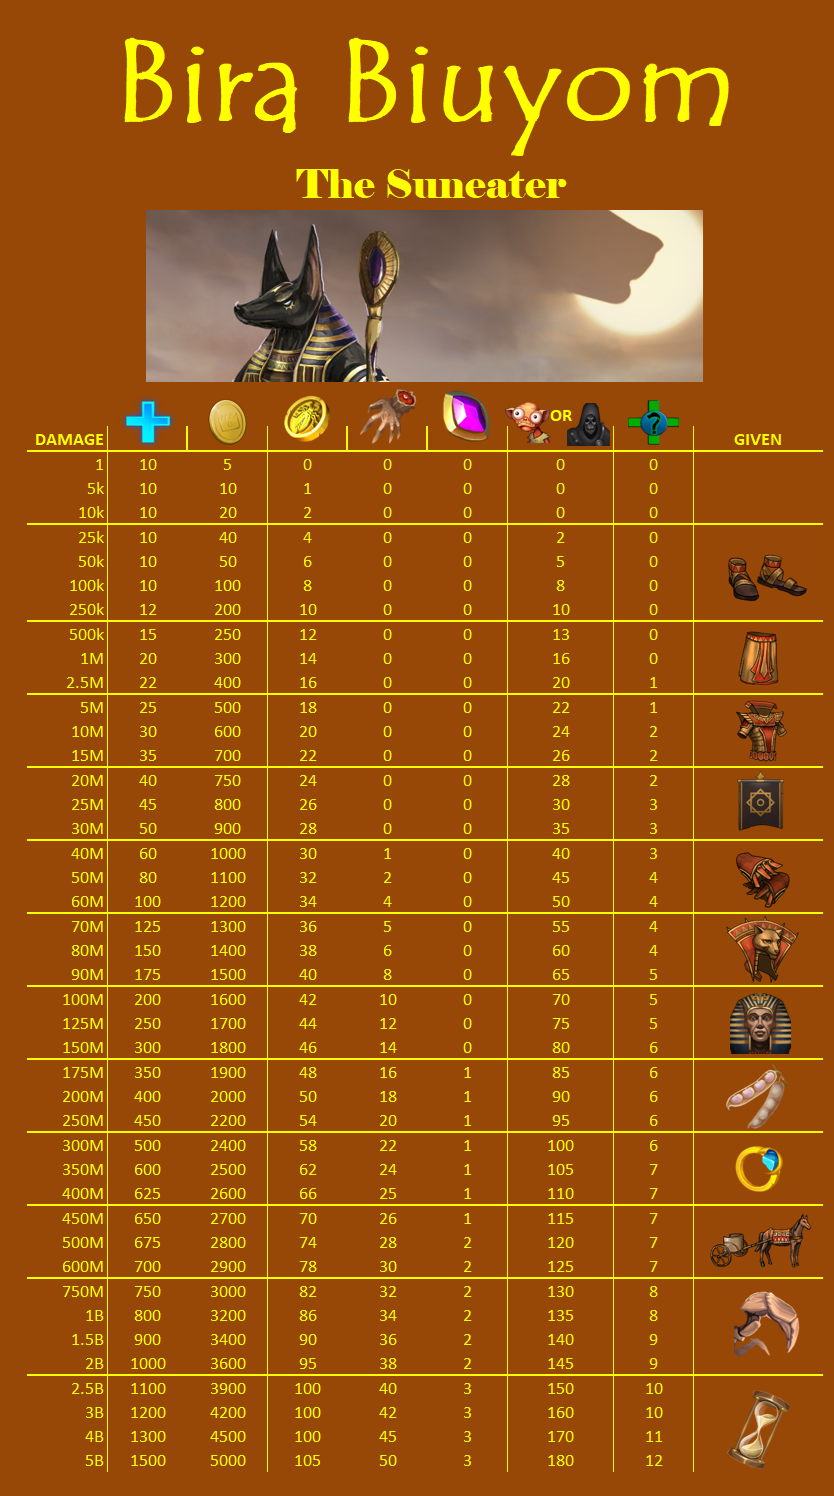 Bira Biuyom
The Suneater
OR
DAMAGE GIVEN
1 10 5 0 0 0 0 0
5k 10 10 1 0 0 0 0
10k 10 20 2 0 0 0 0
25k 10 40 4 0 0 2 0
50k 10 50 6 0 0 5 0
100k 10 100 8 0 0 8 0
250k 12 200 10 0 0 10 0
500k 15 250 12 0 0 13 0
1M 20 300 14 0 0 16 0
2.5M 22 400 16 0 0 20 1
5M 25 500 18 0 0 22 1
10M 30 600 20 0 0 24 2
15M 35 700 22 0 0 26 2
20M 40 750 24 0 0 28 2
25M 45 800 26 0 0 30 3
30M 50 900 28 0 0 35 3
40M 60 1000 30 1 0 40 3
50M 80 1100 32 2 0 45 4
60M 100 1200 34 4 0 50 4
70M 125 1300 36 5 0 55 4
80M 150 1400 38 6 0 60 4
90M 175 1500 40 8 0 65 5
100M 200 1600 42 10 0 70 5
125M 250 1700 44 12 0 75 5
150M 300 1800 46 14 0 80 6
175M 350 1900 48 16 1 85 6
200M 400 2000 50 18 1 90 6
250M 450 2200 54 20 1 95 6
300M 500 2400 58 22 1 100 6
350M 600 2500 62 24 1 105 7
400M 625 2600 66 25 1 110 7
450M 650 2700 70 26 1 115 7
500M 675 2800 74 28 2 120 7
600M 700 2900 78 30 2 125 7
750M 750 3000 82 32 2 130 8
1B 800 3200 86 34 2 135 8
1.5B 900 3400 90 36 2 140 9
2B 1000 3600 95 38 2 145 9
2.5B 1100 3900 100 40 3 150 10
3B 1200 4200 100 42 3 160 10
4B 1300 4500 100 45 3 170 11
5B 1500 5000 105 50 3 180 12